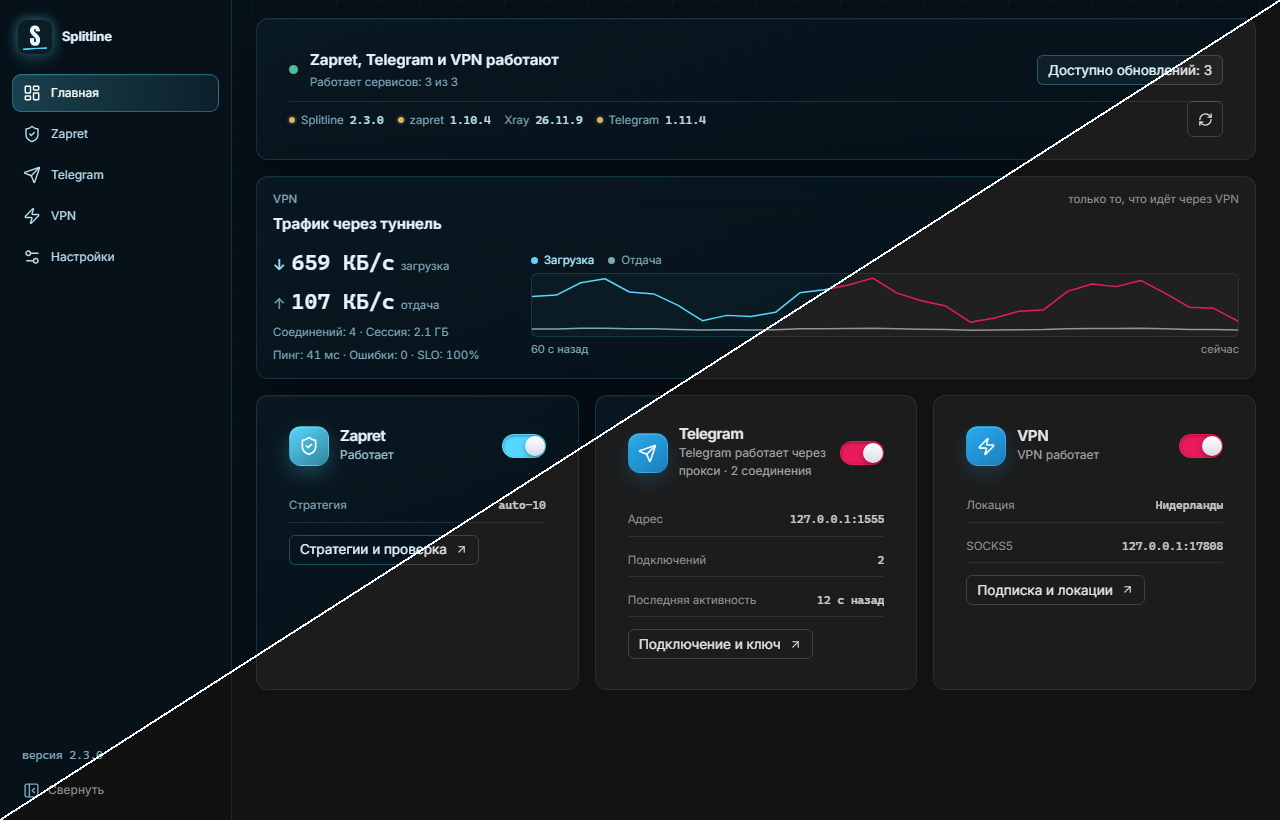 Splitline
Главная
Zapret
Telegram
VPN
Настройки
версия 2.3.0
Свернуть
Zapret, Telegram и VPN работают
Работает сервисов: 3 из 3
Доступно обновлений: 3
Splitline 2.3.0 zapret 1.10.4 Xray 26.11.9 Telegram 1.11.4
VPN
только то, что идёт через VPN
Трафик через туннель
659 КБ/с загрузка
107 КБ/с отдача
Соединений: 4 · Сессия: 2.1 ГБ
Пинг: 41 мс · Ошибки: 0 · SLO: 100%
Загрузка Отдача
60 с назад
сейчас
Zapret
Работает
Стратегия auto-10
Стратегии и проверка
Telegram
Telegram работает через
прокси · 2 соединения
Адрес 127.0.0.1:1555
Подключений 2
Последняя активность 12 с назад
Подключение и ключ
VPN
VPN работает
Локация Нидерланды
SOCKS5 127.0.0.1:17808
Подписка и локации